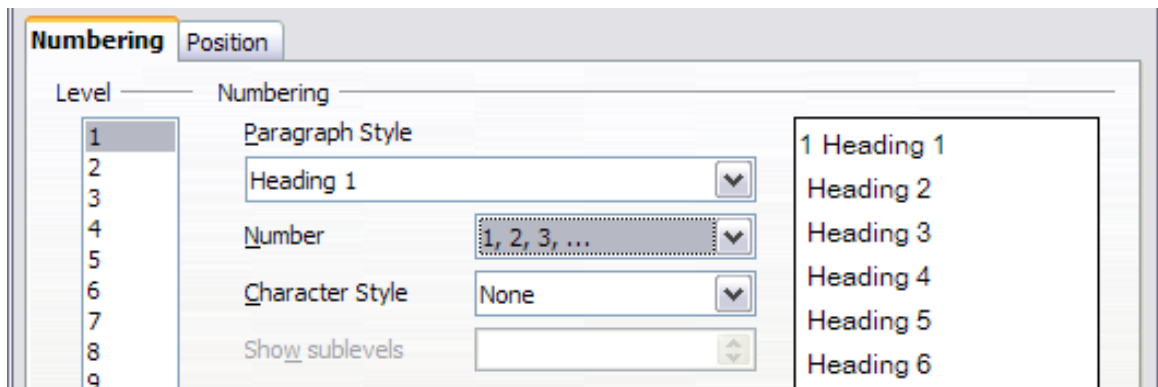 Numbering Position
Level Numbering
1
2
3
4
5
6
7
8
9
Paragraph Style
Heading 1
Number 1, 2, 3, ...
Character Style None
Show sublevels
1 Heading 1
Heading 2
Heading 3
Heading 4
Heading 5
Heading 6